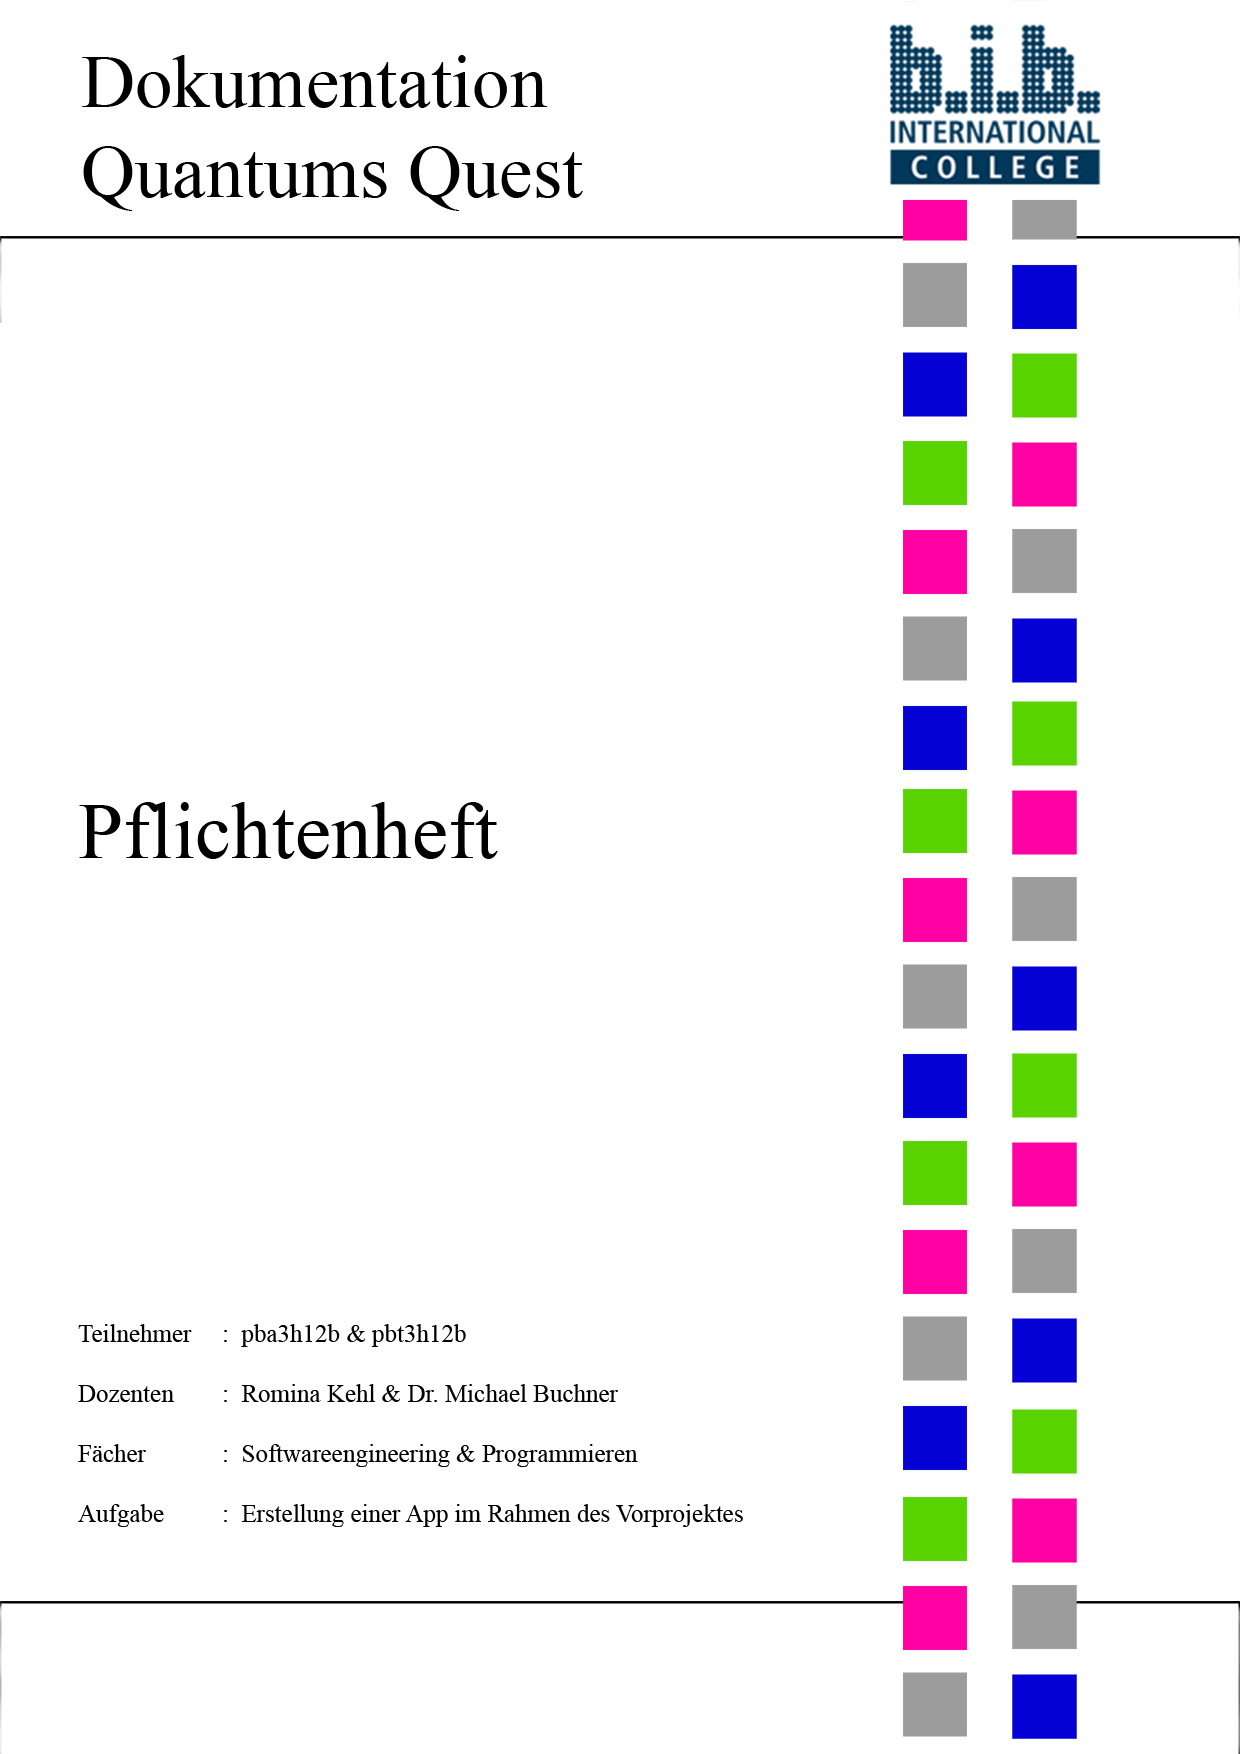 Dokumentation
Quantums Quest
b.i.b.
INTERNATIONAL
COLLEGE
Pflichtenheft
Teilnehmer : pba3h12b & pbt3h12b
Dozenten : Romina Kehl & Dr. Michael Buchner
Fächer : Softwareengineering & Programmieren
Aufgabe : Erstellung einer App im Rahmen des Vorprojektes